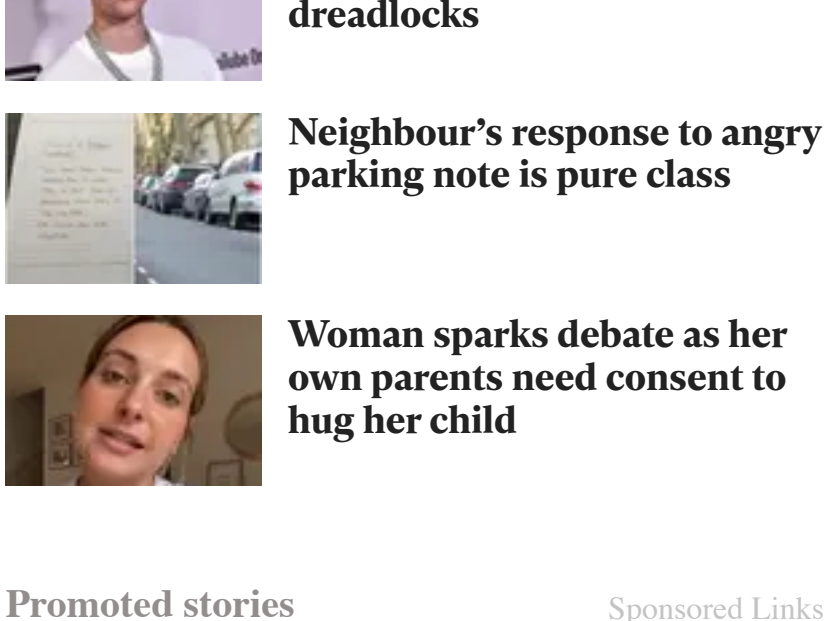 dreadlocks
Neighbour's response to angry
parking note is pure class
Woman sparks debate as her
own parents need consent to
hug her child
Promoted stories
Sponsored Links